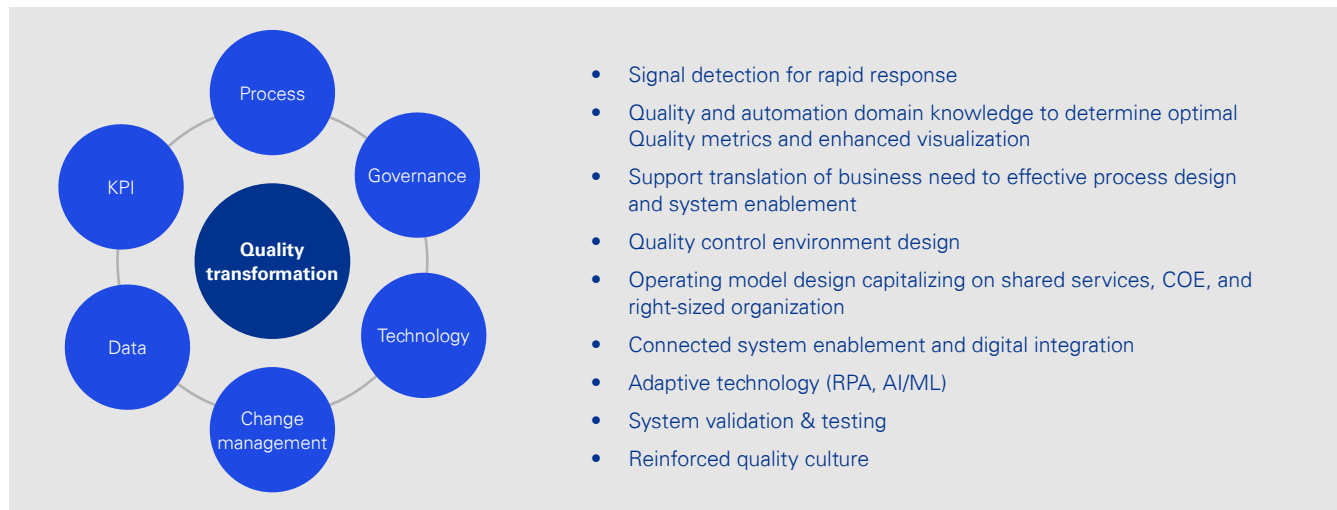 Process
Governance
KPI
Quality
transformation
Technology
Data
Change
management
• Signal detection for rapid response
• Quality and automation domain knowledge to determine optimal
Quality metrics and enhanced visualization
• Support translation of business need to effective process design
and system enablement
• Quality control environment design
• Operating model design capitalizing on shared services, COE, and
right-sized organization
• Connected system enablement and digital integration
• Adaptive technology (RPA, AI/ML)
• System validation & testing
• Reinforced quality culture